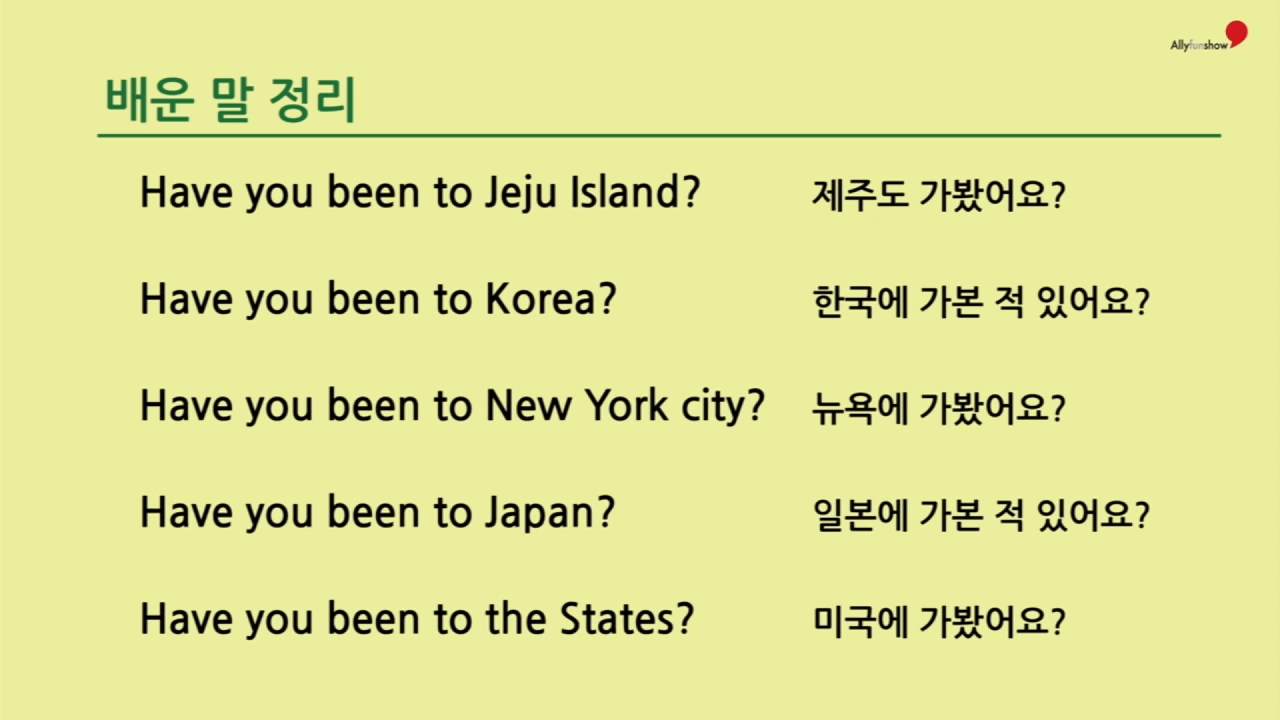 Allyfunshow
배운 말 정리
Have you been to Jeju Island? 제주도 가봤어요?
Have you been to Korea? 한국에 가본 적 있어요?
Have you been to New York city? 뉴욕에 가봤어요?
Have you been to Japan? 일본에 가본 적 있어요?
Have you been to the States? 미국에 가봤어요?